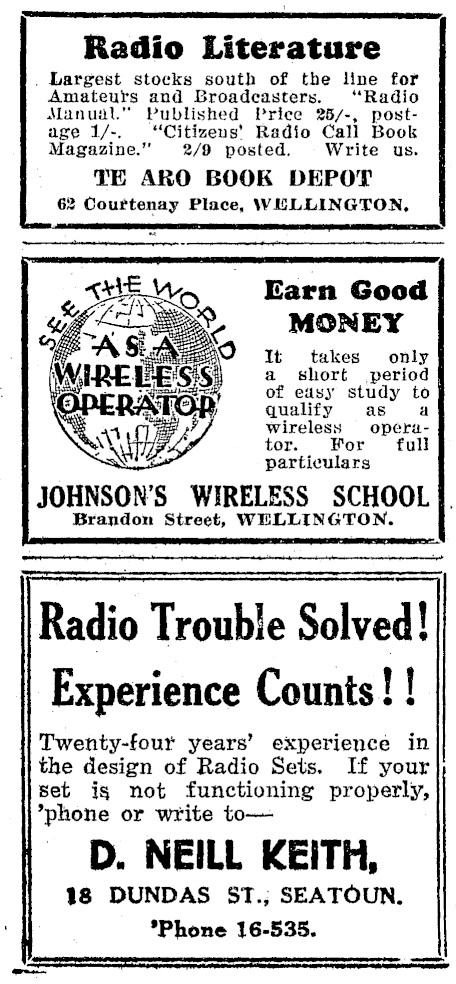 Radio Literature
Largest stocks south of the line for
Amateurs and Broadcasters. "Radio
Manual." Published Price 25/-, post-
age 1/-. "Citizens' Radio Call Book
Magazine." 2/9 posted. Write us.
TE ARO BOOK DEPOT
62 Courtenay Place, WELLINGTON.
SEE THE WORLD
AS A
WIRELESS
OPERATOR
Earn Good
MONEY
It takes only
a short period
of easy study to
qualify as a
wireless opera-
tor. For full
particulars
JOHNSON'S WIRELESS SCHOOL
Brandon Street, WELLINGTON.
Radio Trouble Solved!
Experience Counts!!
Twenty-four years' experience in
the design of Radio Sets. If your
set is not functioning properly,
'phone or write to—
D. NEILL KEITH,
18 DUNDAS ST., SEATOUN.
'Phone 16-535.